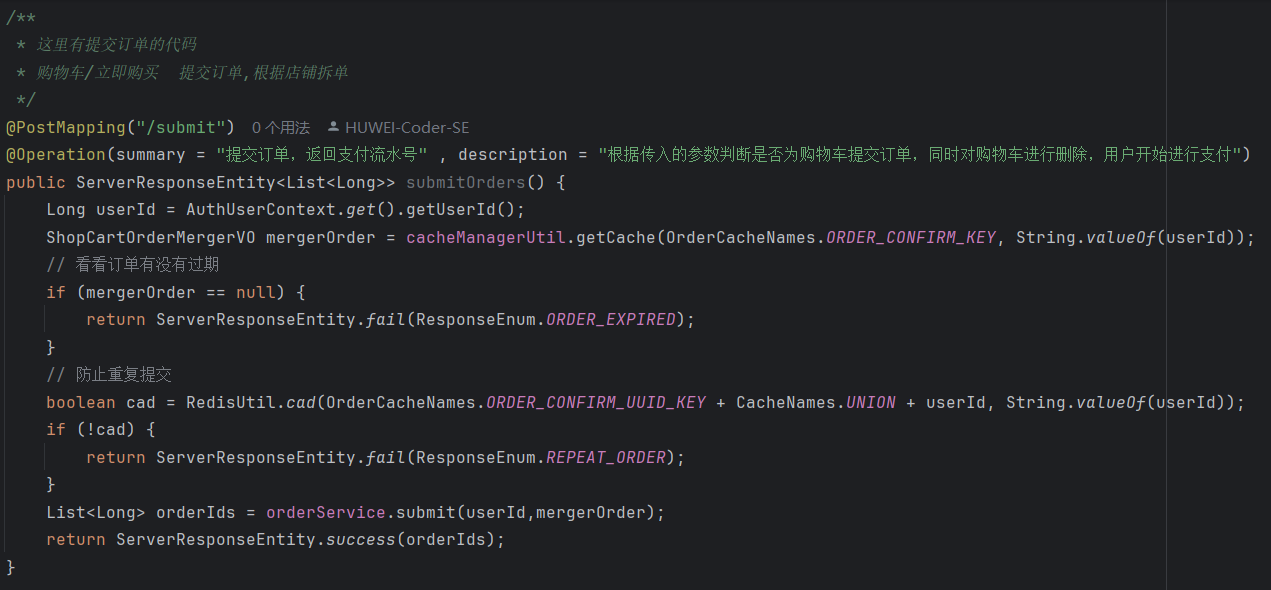 /**
 * 这里有提交订单的代码
 * 购物车/立即购买  提交订单,根据店铺拆单
 */
@PostMapping("/submit")  0 个用法  HUWEI-Coder-SE
@Operation(summary = "提交订单，返回支付流水号" , description = "根据传入的参数判断是否为购物车提交订单，同时对购物车进行删除，用户开始进行支付")
public ServerResponseEntity<List<Long>> submitOrders() {
    Long userId = AuthUserContext.get().getUserId();
    ShopCartOrderMergerVO mergerOrder = cacheManagerUtil.getCache(OrderCacheNames.ORDER_CONFIRM_KEY, String.valueOf(userId));
    // 看看订单有没有过期
    if (mergerOrder == null) {
        return ServerResponseEntity.fail(ResponseEnum.ORDER_EXPIRED);
    }
    // 防止重复提交
    boolean cad = RedisUtil.cad(OrderCacheNames.ORDER_CONFIRM_UUID_KEY + CacheNames.UNION + userId, String.valueOf(userId));
    if (!cad) {
        return ServerResponseEntity.fail(ResponseEnum.REPEAT_ORDER);
    }
    List<Long> orderIds = orderService.submit(userId,mergerOrder);
    return ServerResponseEntity.success(orderIds);
}